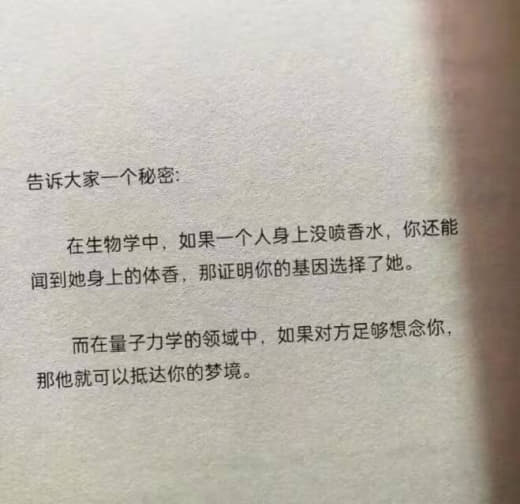 告诉大家一个秘密:
在生物学中，如果一个人身上没喷香水，你还能
闻到她身上的体香，那证明你的基因选择了她。
而在量子力学的领域中，如果对方足够想念你，
那他就可以抵达你的梦境。